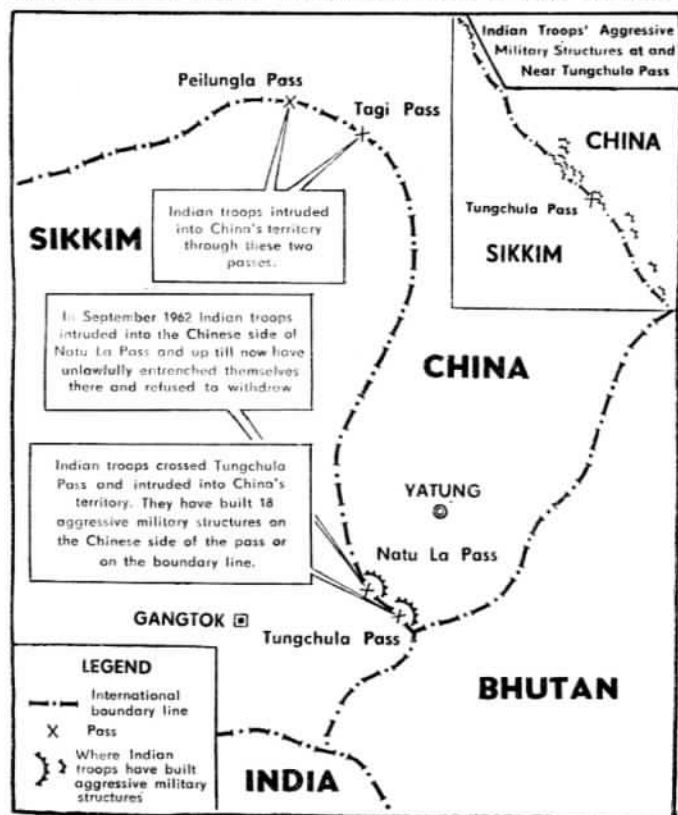 Indian Troops' Aggressive
Military Structures at and
Near Tungchula Pass
Peilungla Pass
Tagi Pass
CHINA
Tungchula Pass
SIKKIM
SIKKIM
Indian troops intruded
into China's territory
through these two
passes.
In September 1962 Indian troops
intruded into the Chinese side of
Natu La Pass and up till now have
unlawfully entrenched themselves
there and refused to withdrew
CHINA
Indian troops crossed Tungchula
Pass and intruded into China's
territory. They have built 18
aggressive military structures on
the Chinese side of the pass or
on the boundary line.
YATUNG
Natu La Pass
GANGTOK
Tungchula Pass
LEGEND
International
boundary line
X Pass
Where Indian
troops have built
aggressive military
structures
BHUTAN
INDIA